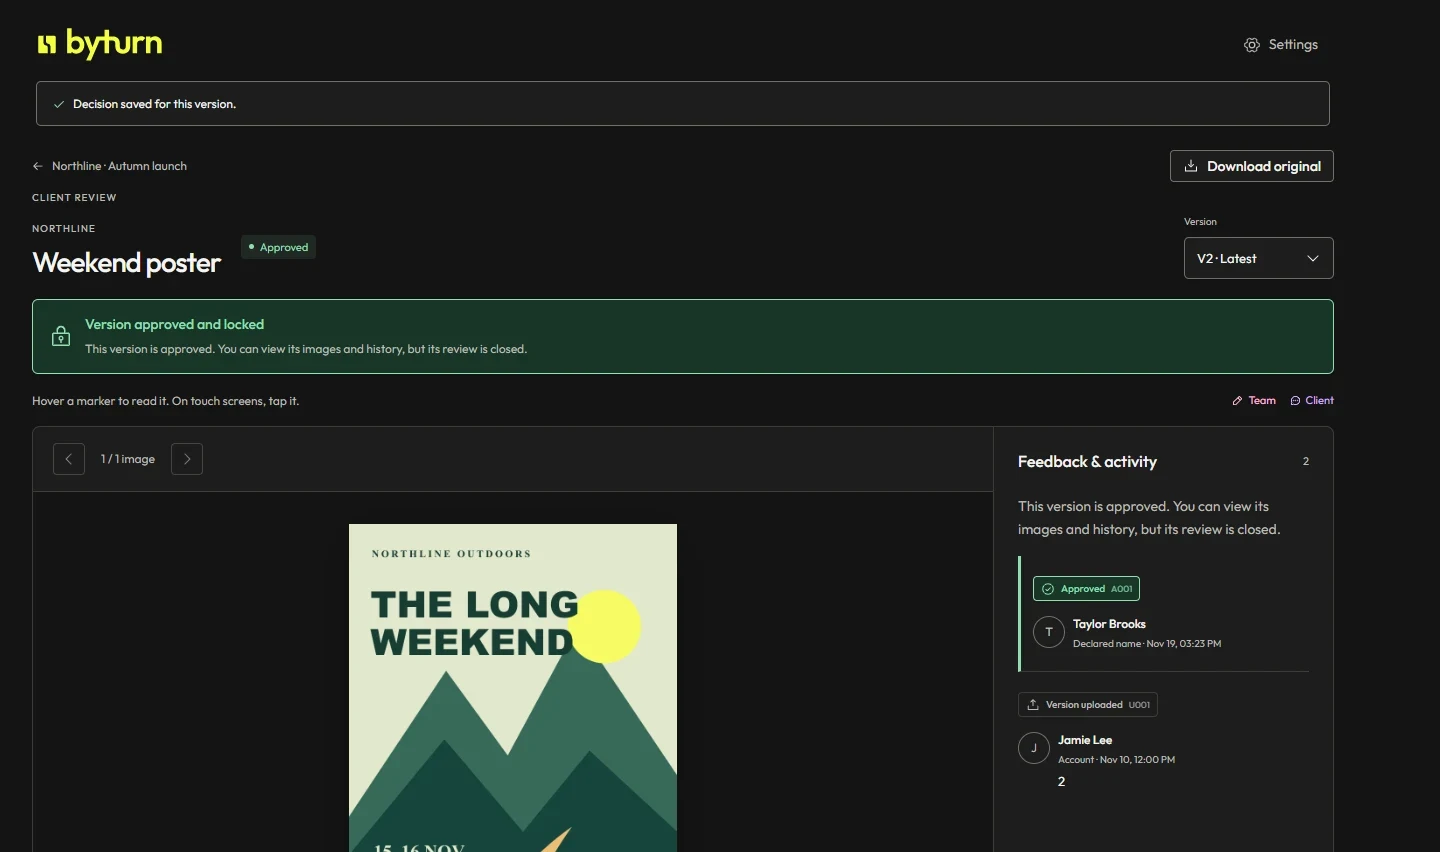 byturn
Settings
Decision saved for this version.
Northline · Autumn launch
Download original
CLIENT REVIEW
NORTHLINE
Weekend poster
Approved
Version
V2 · Latest
Version approved and locked
This version is approved. You can view its images and history, but its review is closed.
Hover a marker to read it. On touch screens, tap it.
Team
Client
1 / 1 image
NORTHLINE OUTDOORS
THE LONG
WEEKEND
15–16 NOV
Feedback & activity
2
This version is approved. You can view its
images and history, but its review is closed.
Approved A001
T
Taylor Brooks
Declared name · Nov 19, 03:23 PM
Version uploaded U001
J
Jamie Lee
Account · Nov 10, 12:00 PM
2